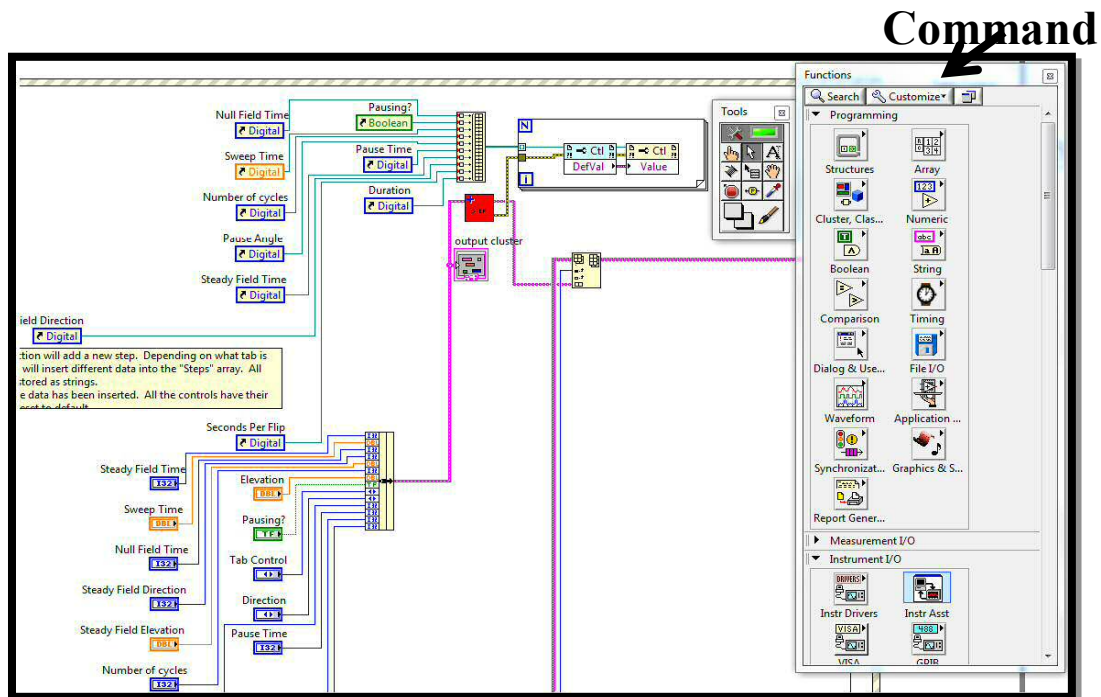 Command
Functions
Search
Customize
Programming
Structures
Array
Cluster, Clas...
Numeric
Boolean
String
Comparison
Timing
Dialog & Use...
File I/O
Waveform
Application ...
Synchronizat...
Graphics & S...
Report Gener...
Measurement I/O
Instrument I/O
DRIVERS
Instr Drivers
Instr Asst
VISA
488
VISA
GPIB
Tools
Null Field Time
Digital
Pausing?
Boolean
Sweep Time
Digital
Pause Time
Digital
Number of cycles
Digital
Duration
Digital
Pause Angle
Digital
Steady Field Time
Digital
output cluster
N
i
Ctl
DefVal
Ctl
Value
ield Direction
Digital
ction will add a new step. Depending on what tab is
will insert different data into the "Steps" array. All
stored as strings.
e data has been inserted. All the controls have their
reset to default
Seconds Per Flip
Digital
Steady Field Time
I32
Sweep Time
DBL
Null Field Time
I32
Steady Field Direction
I32
Steady Field Elevation
DBL
Number of cycles
I32
Elevation
DBL
Pausing?
TF
Tab Control
Direction
Pause Time
I32